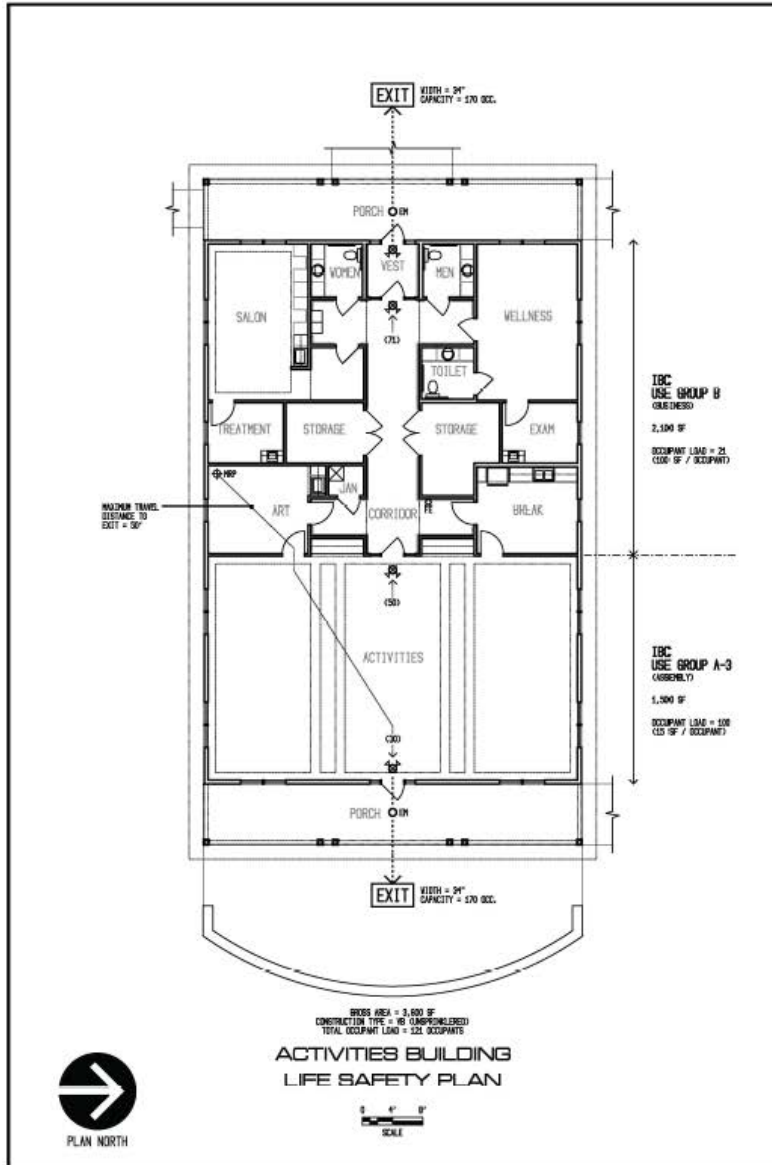 EXIT
WIDTH = 34"
CAPACITY = 170 OCC.
PORCH
EM
WOMEN
VEST
MEN
SALON
WELLNESS
(71)
TOILET
TREATMENT
STORAGE
STORAGE
EXAM
IBC
USE GROUP B
(BUSINESS)
2,100 SF
OCCUPANT LOAD = 21
(100 SF / OCCUPANT)
MRP
JAN
MAXIMUM TRAVEL
DISTANCE TO
EXIT = 50'
ART
CORRIDOR
BREAK
(50)
ACTIVITIES
IBC
USE GROUP A-3
(ASSEMBLY)
1,500 SF
OCCUPANT LOAD = 100
(15 SF / OCCUPANT)
PORCH
EM
EXIT
WIDTH = 34"
CAPACITY = 170 OCC.
GROSS AREA = 3,600 SF
CONSTRUCTION TYPE = VB (UNSPRINKLERED)
TOTAL OCCUPANT LOAD = 121 OCCUPANTS
ACTIVITIES BUILDING
LIFE SAFETY PLAN
PLAN NORTH
0 4' 8'
SCALE